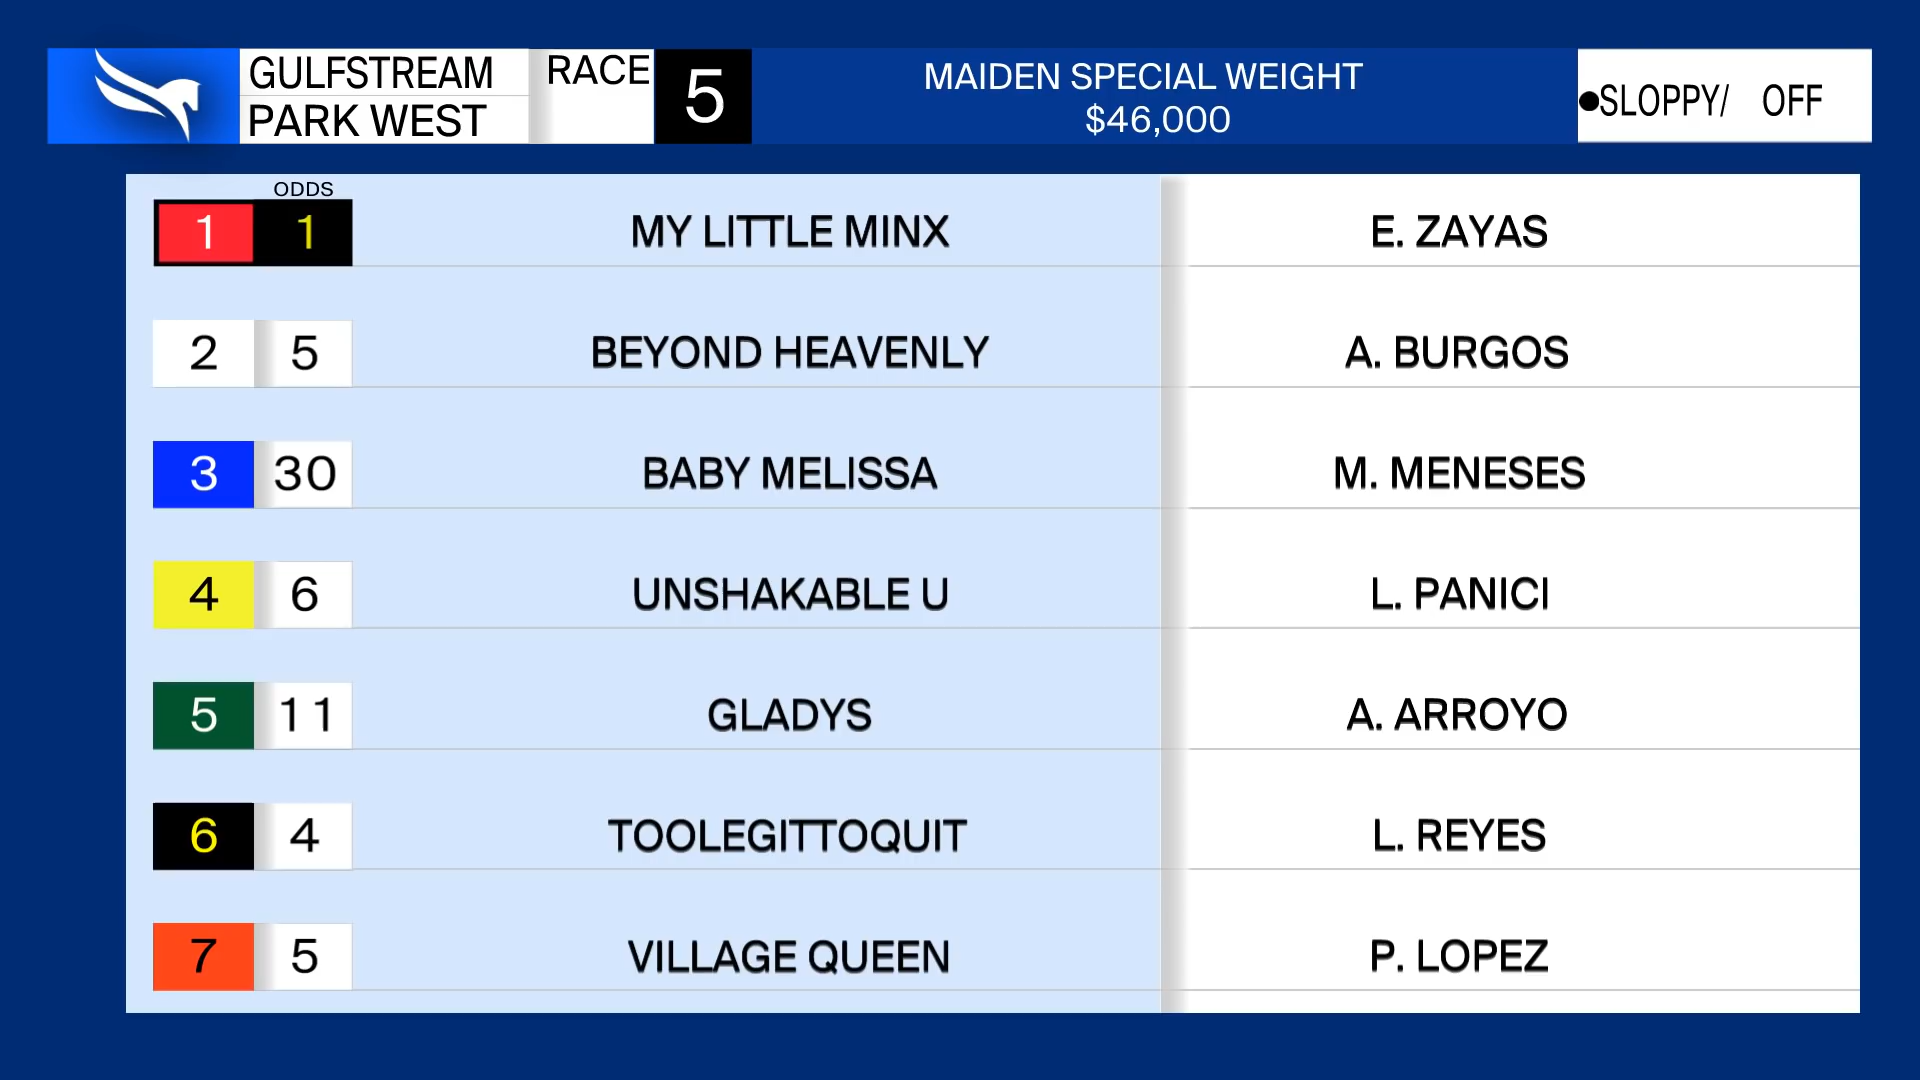 GULFSTREAM
PARK WEST
RACE
5
MAIDEN SPECIAL WEIGHT
$46,000
SLOPPY/ OFF
ODDS
1 1 MY LITTLE MINX E. ZAYAS
2 5 BEYOND HEAVENLY A. BURGOS
3 30 BABY MELISSA M. MENESES
4 6 UNSHAKABLE U L. PANICI
5 11 GLADYS A. ARROYO
6 4 TOOLEGITTOQUIT L. REYES
7 5 VILLAGE QUEEN P. LOPEZ